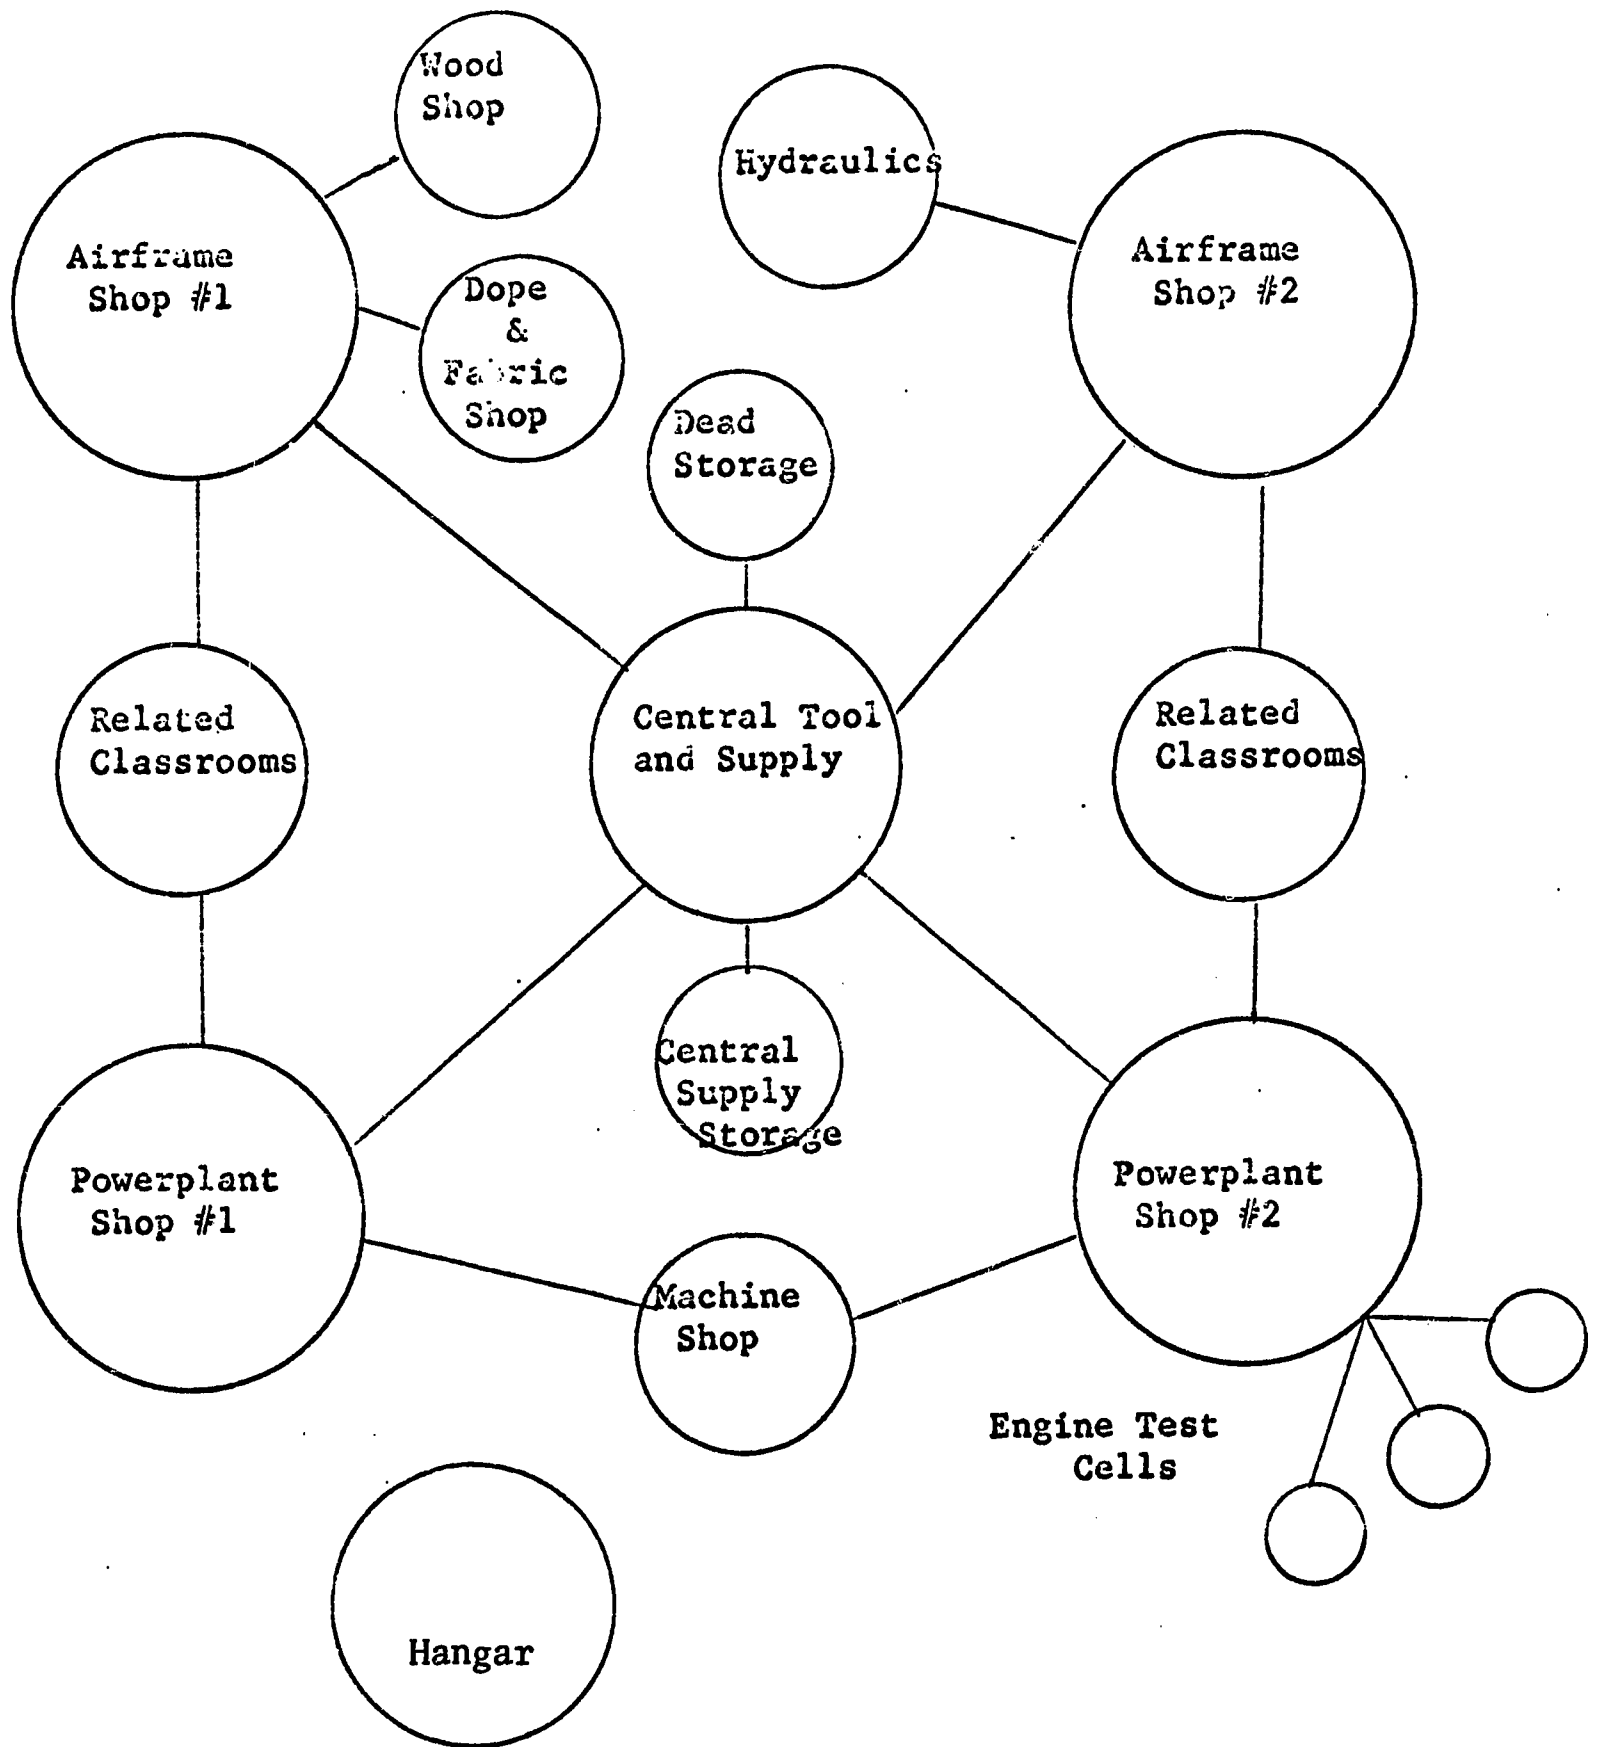 Wood
Shop
Hydraulics
Airframe
Shop #1
Airframe
Shop #2
Dope
&
Fabric
Shop
Dead
Storage
Related
Classrooms
Central Tool
and Supply
Related
Classrooms
Central
Supply
Storage
Powerplant
Shop #1
Powerplant
Shop #2
Machine
Shop
Engine Test
Cells
Hangar